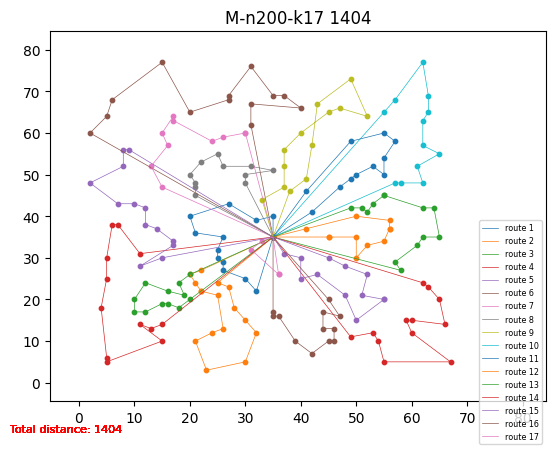 M-n200-k17 1404
80
70
60
50
40
30
20
10
0
0 10 20 30 40 50 60 70 80
route 1
route 2
route 3
route 4
route 5
route 6
route 7
route 8
route 9
route 10
route 11
route 12
route 13
route 14
route 15
route 16
route 17
Total distance: 1404